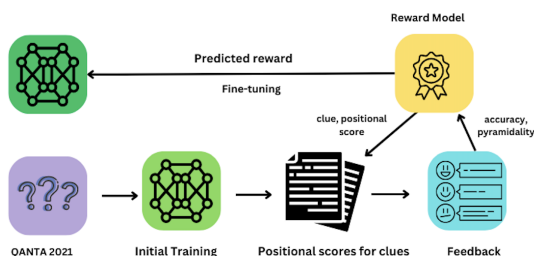 Reward Model
Predicted reward
Fine-tuning
clue, positional
score
accuracy,
pyramidality
???
QANTA 2021
Initial Training
Positional scores for clues
Feedback